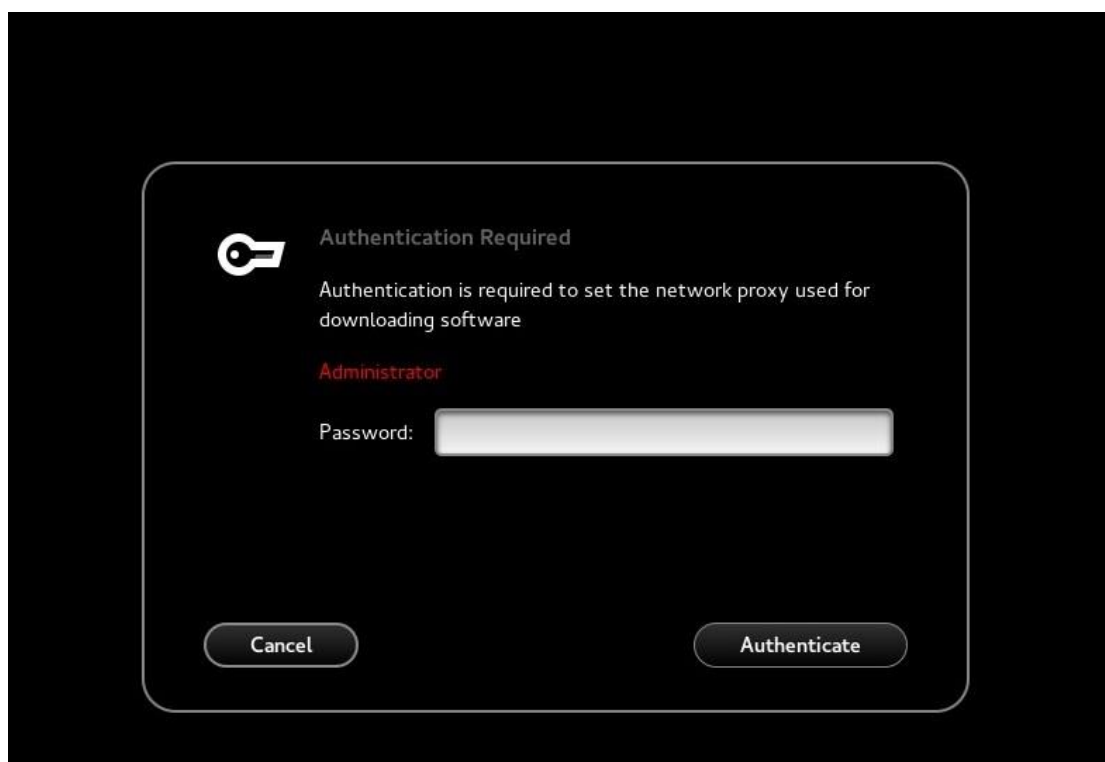 Authentication Required
Authentication is required to set the network proxy used for
downloading software
Administrator
Password:
Cancel
Authenticate